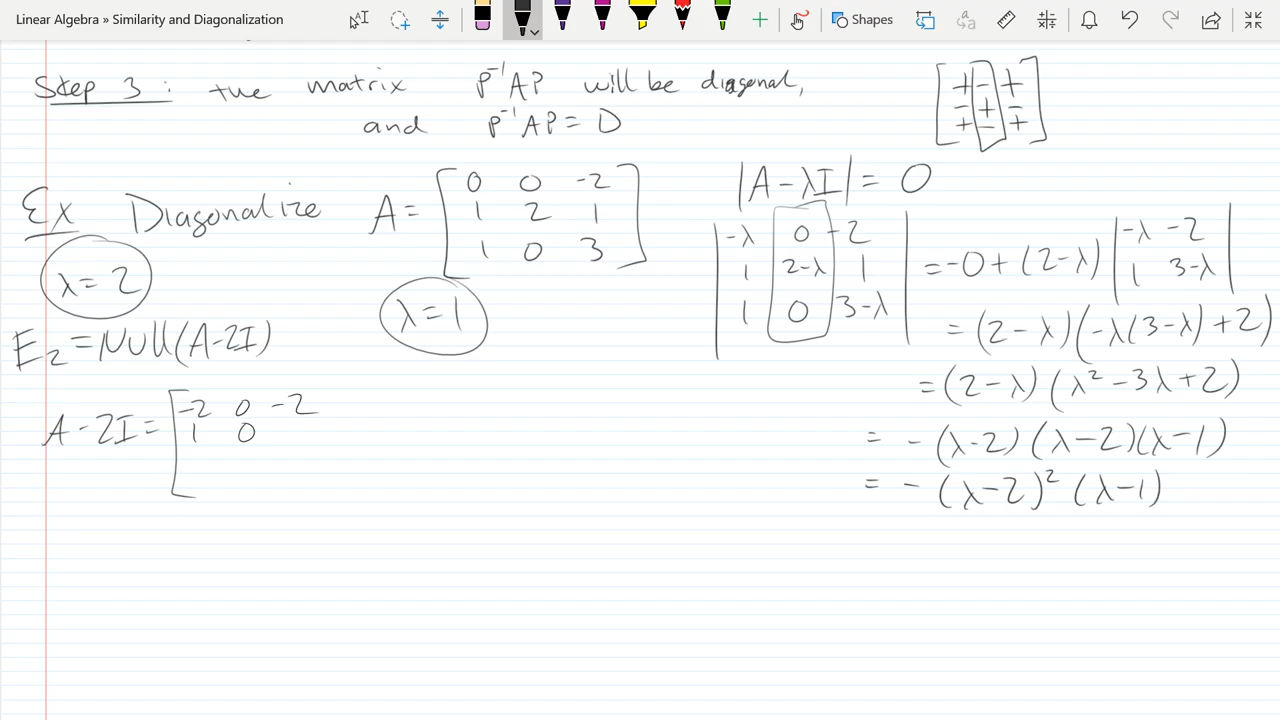 Linear Algebra » Similarity and Diagonalization
Shapes
Step 3: the matrix P⁻¹AP will be diagonal,
and P⁻¹AP = D
[+ - +
- + -
+ - +]
Ex Diagonalize A = [0 0 -2
1 2 1
1 0 3]
λ = 2
λ = 1
E₂ = Null(A-2I)
A - 2I = [-2 0 -2
1 0
|A - λI| = 0
|-λ 0 -2
1 2-λ 1
1 0 3-λ| = -0 + (2-λ) |-λ -2
1 3-λ|
= (2-λ)(-λ(3-λ)+2)
= (2-λ)(λ² - 3λ + 2)
= -(λ-2)(λ-2)(λ-1)
= -(λ-2)²(λ-1)